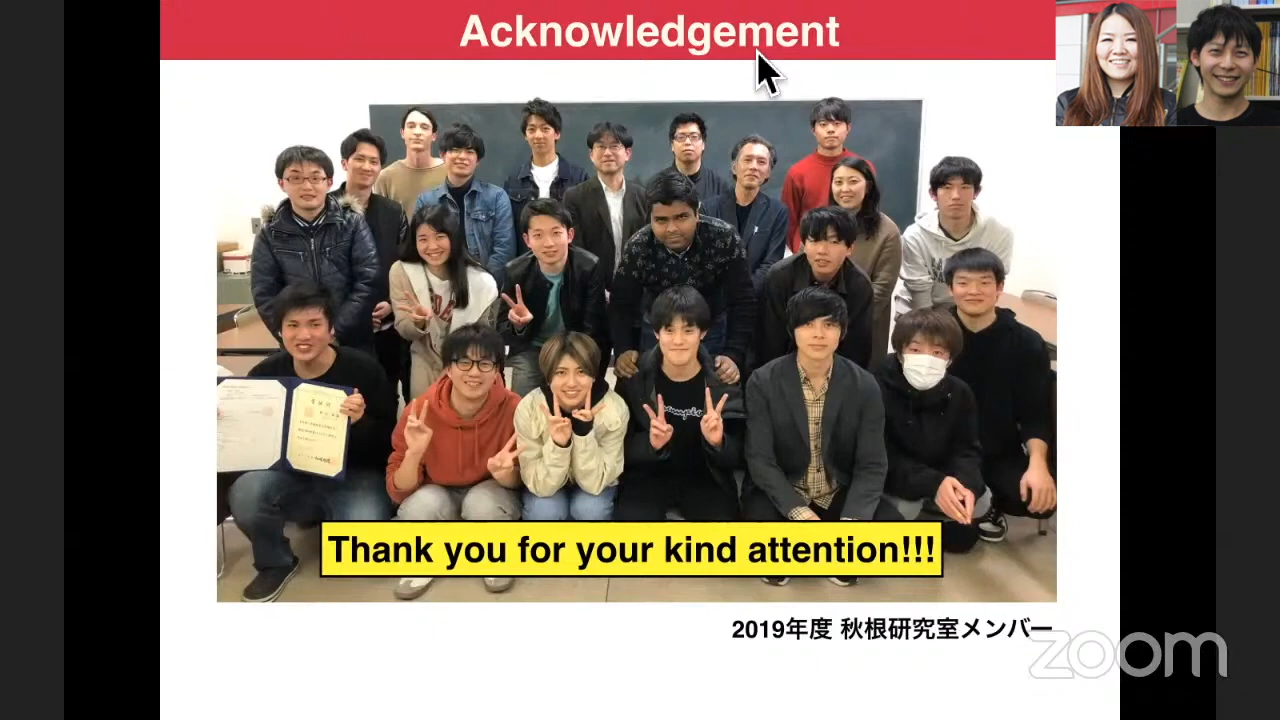 Acknowledgement
Thank you for your kind attention!!!
2019年度 秋根研究室メンバー
zoom